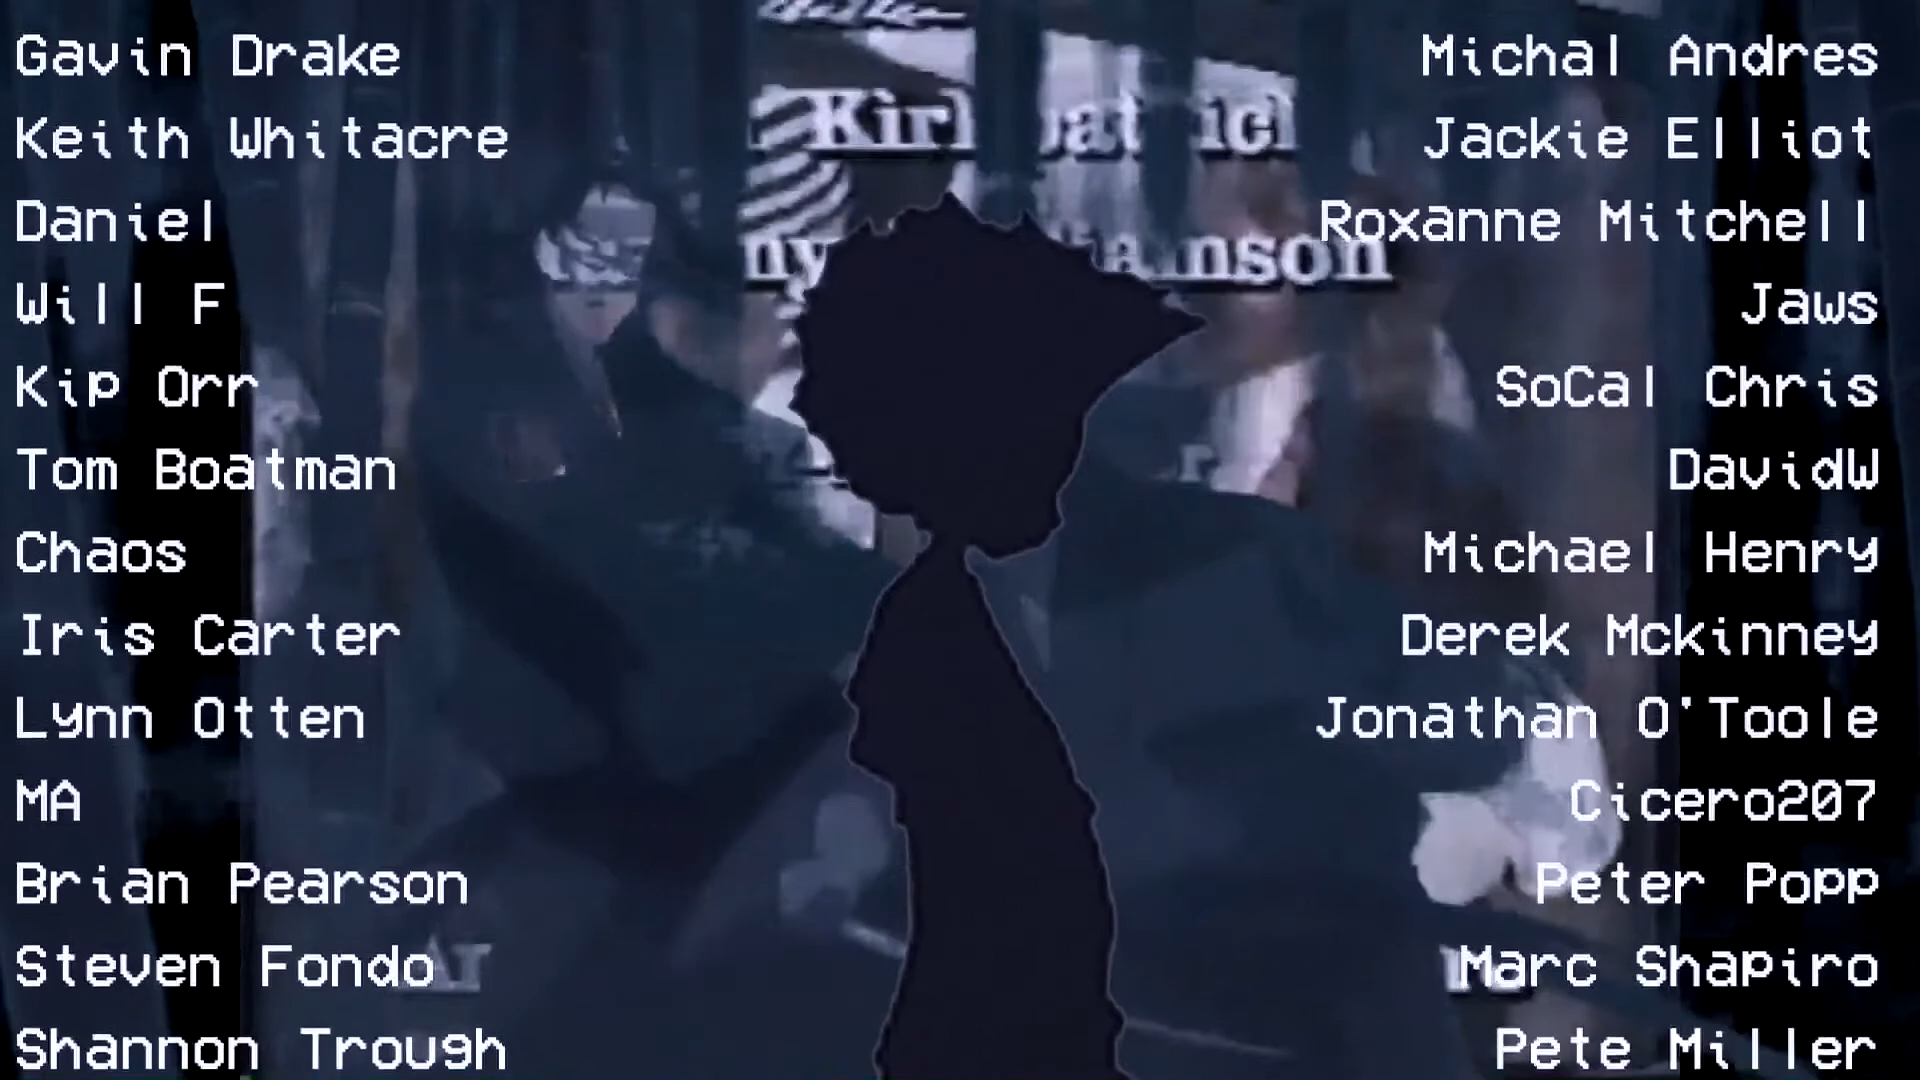 Gavin Drake
Keith Whitacre
Daniel
Will F
Kip Orr
Tom Boatman
Chaos
Iris Carter
Lynn Otten
MA
Brian Pearson
Steven Fondo
Shannon Trough
Michal Andres
Jackie Elliot
Roxanne Mitchell
Jaws
SoCal Chris
DavidW
Michael Henry
Derek Mckinney
Jonathan O'Toole
Cicero207
Peter Popp
Marc Shapiro
Pete Miller